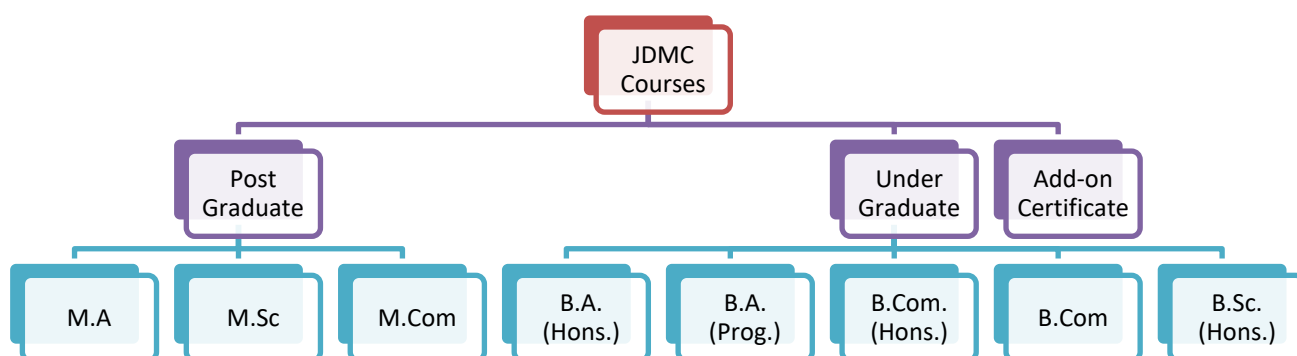 JDMC
Courses
Post
Graduate
Under
Graduate
Add-on
Certificate
M.A
M.Sc
M.Com
B.A.
(Hons.)
B.A.
(Prog.)
B.Com.
(Hons.)
B.Com
B.Sc.
(Hons.)